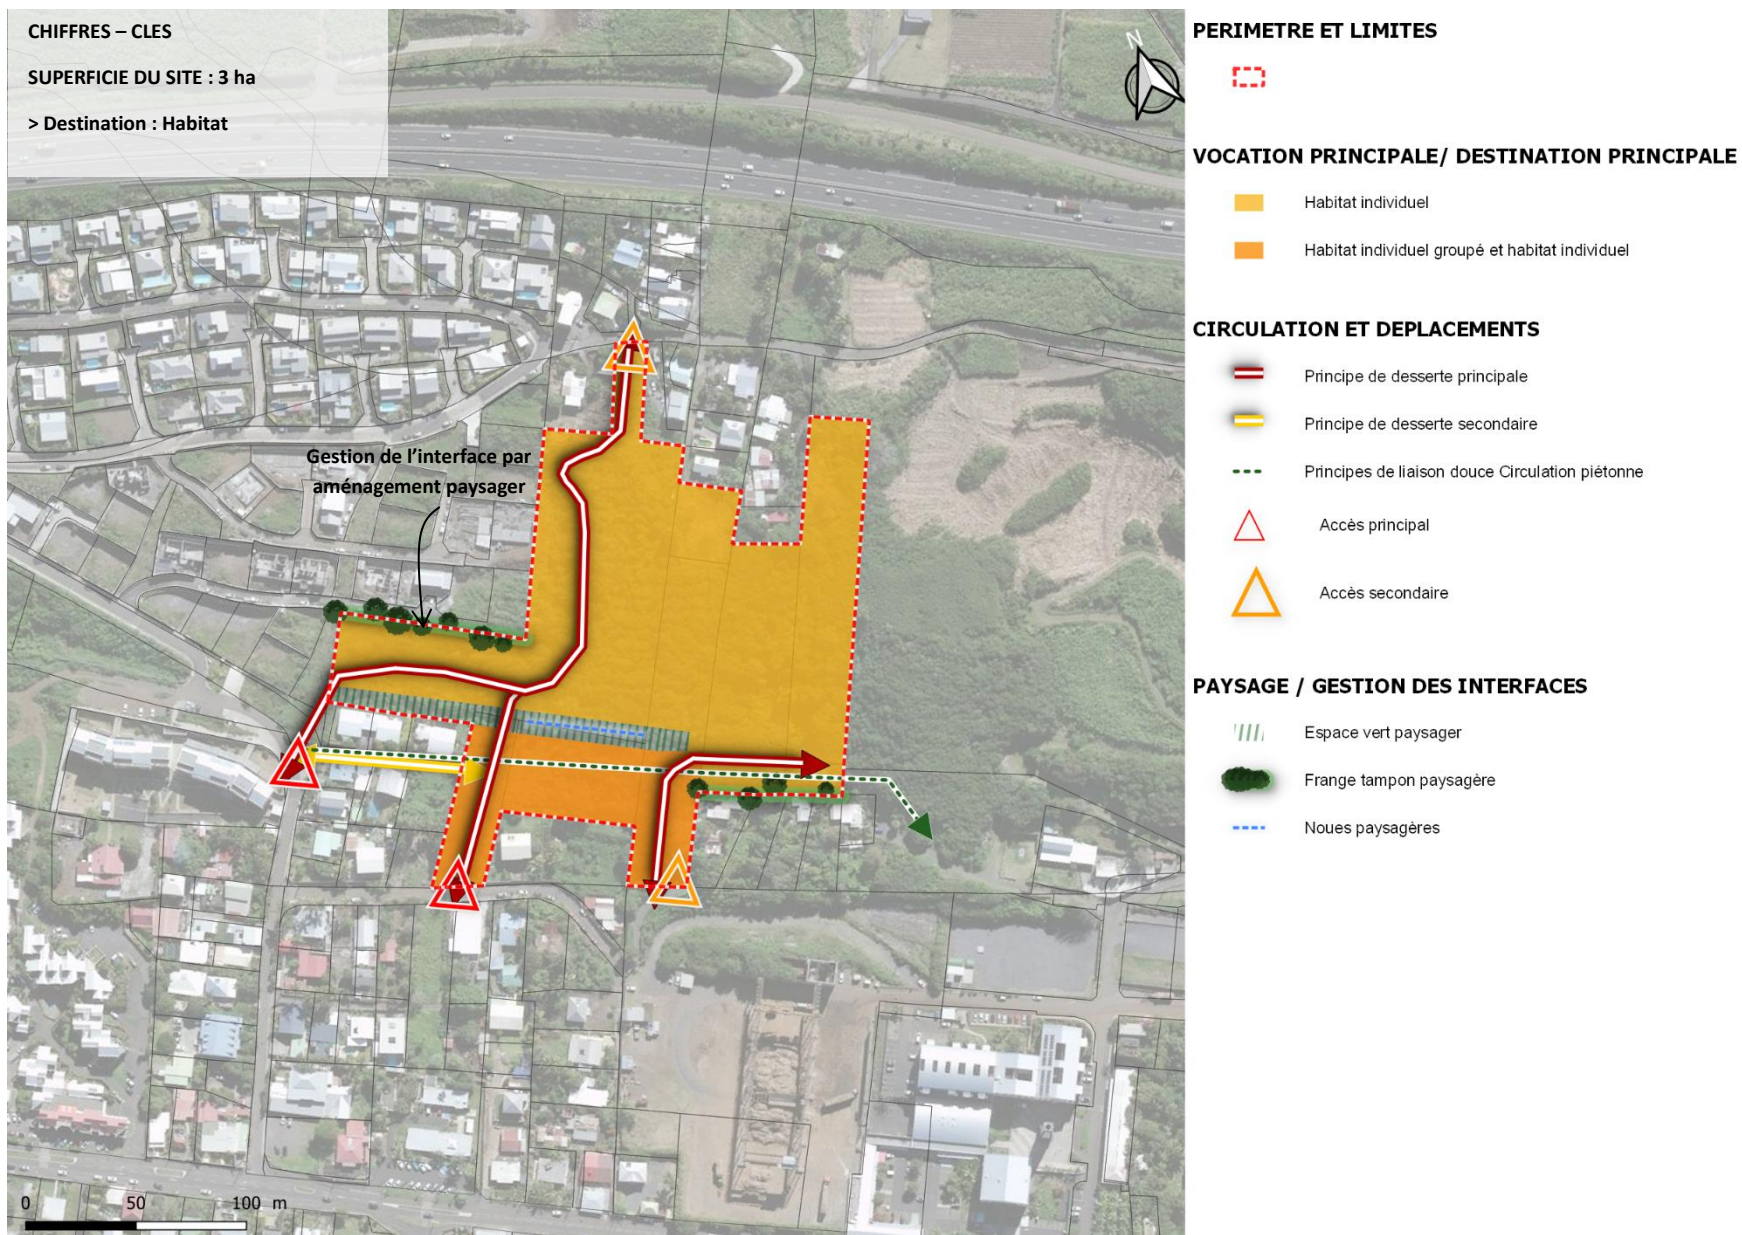 CHIFFRES – CLES
SUPERFICIE DU SITE : 3 ha
> Destination : Habitat
N
Gestion de l’interface par
aménagement paysager
0 50 100 m
PERIMETRE ET LIMITES
VOCATION PRINCIPALE/ DESTINATION PRINCIPALE
Habitat individuel
Habitat individuel groupé et habitat individuel
CIRCULATION ET DEPLACEMENTS
Principe de desserte principale
Principe de desserte secondaire
Principes de liaison douce Circulation piétonne
Accès principal
Accès secondaire
PAYSAGE / GESTION DES INTERFACES
Espace vert paysager
Frange tampon paysagère
Noues paysagères